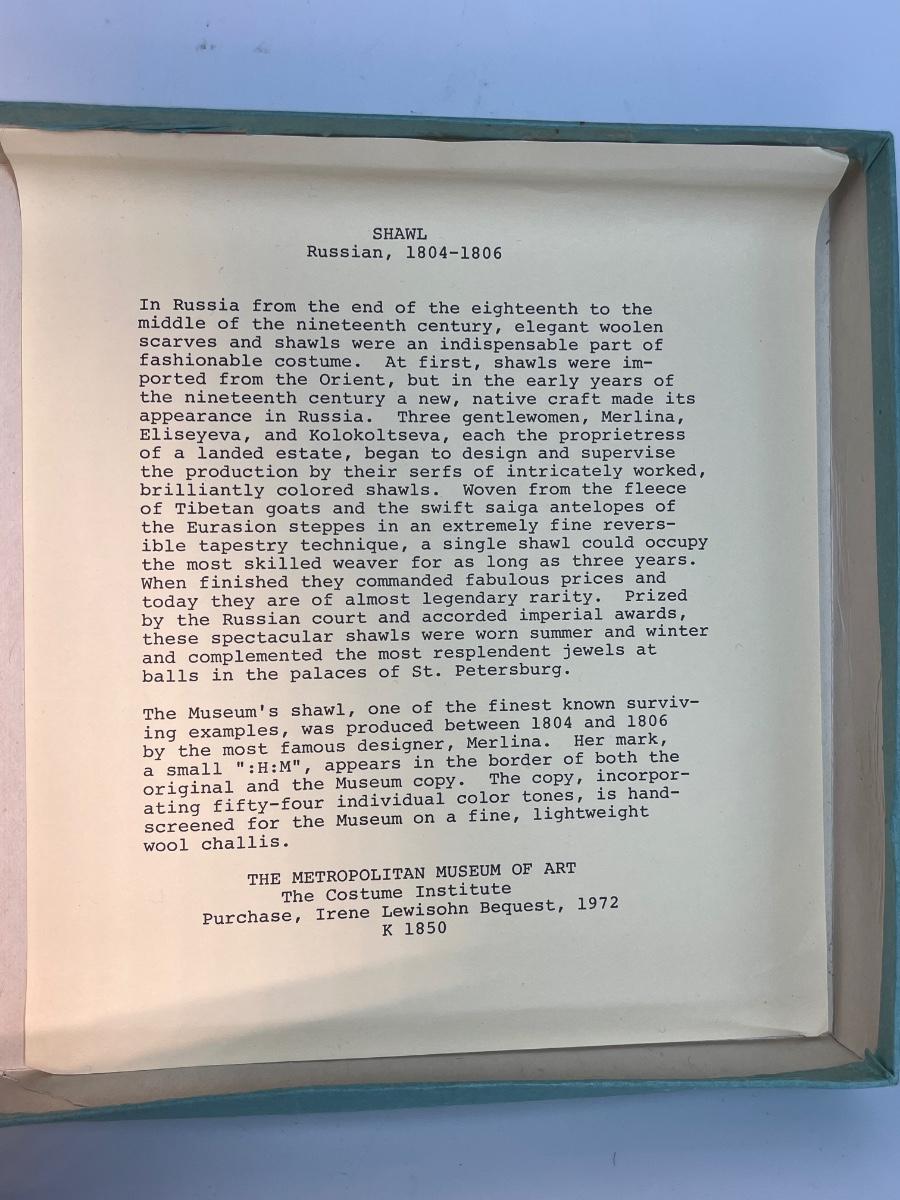 SHAWL
Russian, 1804-1806
In Russia from the end of the eighteenth to the
middle of the nineteenth century, elegant woolen
scarves and shawls were an indispensable part of
fashionable costume. At first, shawls were im-
ported from the Orient, but in the early years of
the nineteenth century a new, native craft made its
appearance in Russia. Three gentlewomen, Merlina,
Eliseyeva, and Kolokoltseva, each the proprietress
of a landed estate, began to design and supervise
the production by their serfs of intricately worked,
brilliantly colored shawls. Woven from the fleece
of Tibetan goats and the swift saiga antelopes of
the Eurasion steppes in an extremely fine revers-
ible tapestry technique, a single shawl could occupy
the most skilled weaver for as long as three years.
When finished they commanded fabulous prices and
today they are of almost legendary rarity. Prized
by the Russian court and accorded imperial awards,
these spectacular shawls were worn summer and winter
and complemented the most resplendent jewels at
balls in the palaces of St. Petersburg.
The Museum's shawl, one of the finest known surviv-
ing examples, was produced between 1804 and 1806
by the most famous designer, Merlina. Her mark,
a small ":H:M", appears in the border of both the
original and the Museum copy. The copy, incorpor-
ating fifty-four individual color tones, is hand-
screened for the Museum on a fine, lightweight
wool challis.
THE METROPOLITAN MUSEUM OF ART
The Costume Institute
Purchase, Irene Lewisohn Bequest, 1972
K 1850